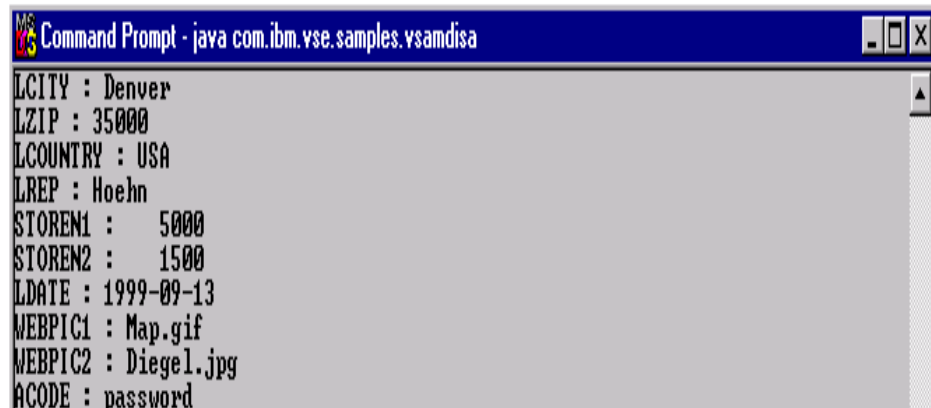 Command Prompt - java com.ibm.vse.samples.vsamdisa
LCITY : Denver
LZIP : 35000
LCOUNTRY : USA
LREP : Hoehn
STOREN1 :    5000
STOREN2 :    1500
LDATE : 1999-09-13
WEBPIC1 : Map.gif
WEBPIC2 : Diegel.jpg
ACODE : password